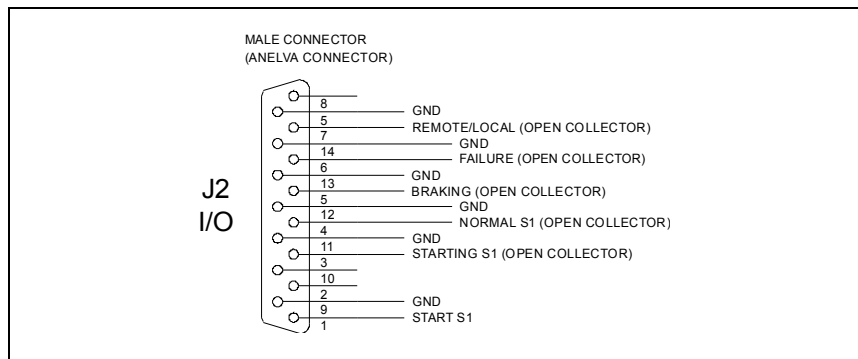 MALE CONNECTOR
(ANELVA CONNECTOR)
8
GND
5
REMOTE/LOCAL (OPEN COLLECTOR)
7
GND
14
FAILURE (OPEN COLLECTOR)
6
GND
13
BRAKING (OPEN COLLECTOR)
5
GND
12
NORMAL S1 (OPEN COLLECTOR)
4
GND
11
STARTING S1 (OPEN COLLECTOR)
3
10
2
GND
9
START S1
1
J2
I/O